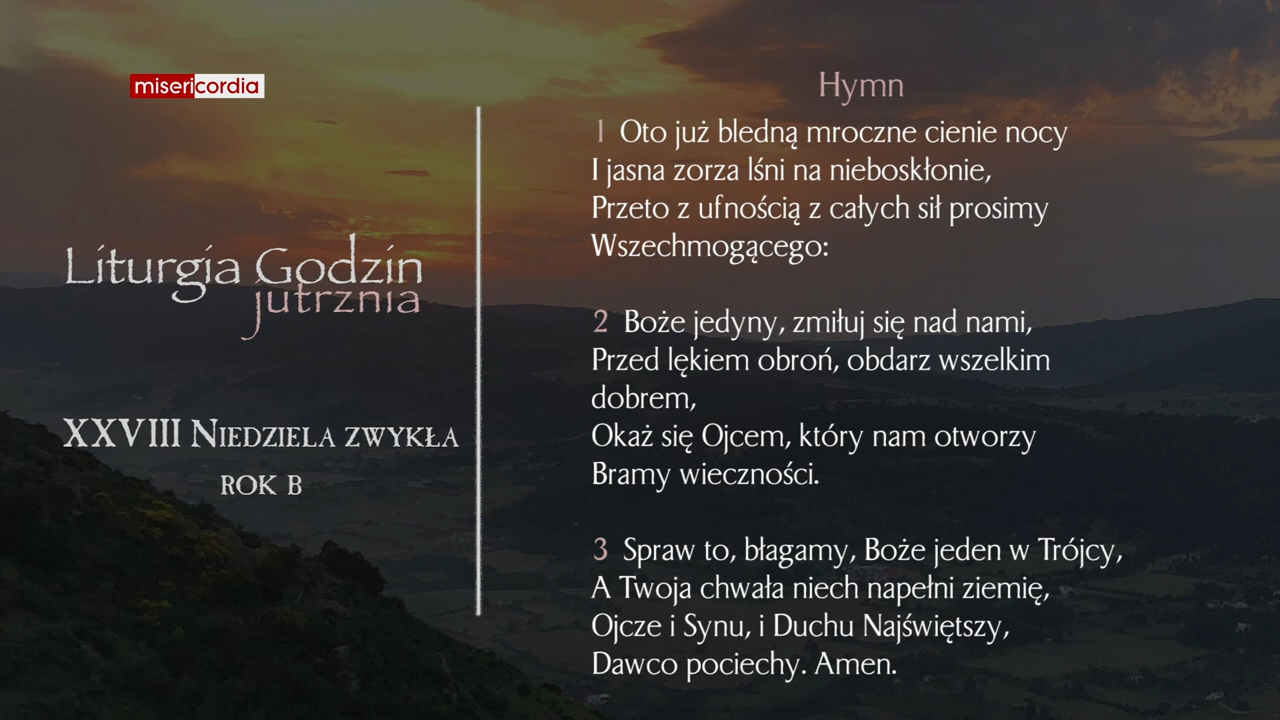 misericordia
Liturgia Godzin
jutrznia
XXVIII Niedziela zwykła
rok B
Hymn
1 Oto już bledną mroczne cienie nocy
I jasna zorza lśni na nieboskłonie,
Przeto z ufnością z całych sił prosimy
Wszechmogącego:
2 Boże jedyny, zmiłuj się nad nami,
Przed lękiem obroń, obdarz wszelkim
dobrem,
Okaż się Ojcem, który nam otworzy
Bramy wieczności.
3 Spraw to, błagamy, Boże jeden w Trójcy,
A Twoja chwała niech napełni ziemię,
Ojcze i Synu, i Duchu Najświętszy,
Dawco pociechy. Amen.